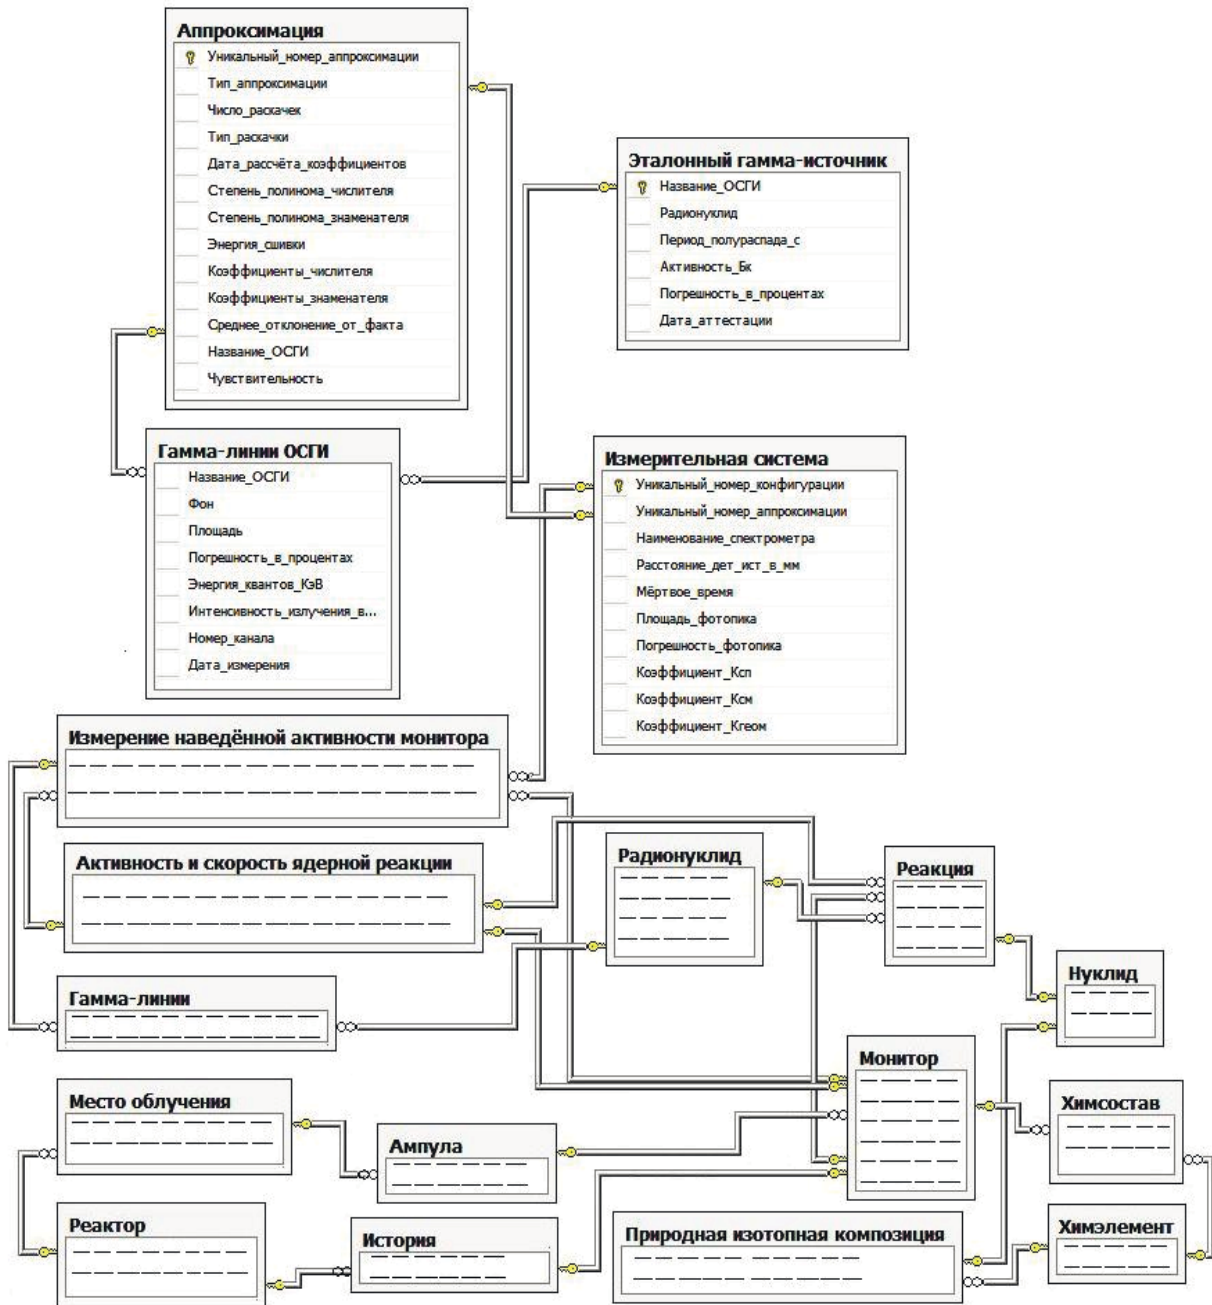 Аппроксимация
Уникальный_номер_аппроксимации
Тип_аппроксимации
Число_раскачек
Тип_раскачки
Дата_рассчёта_коэффициентов
Степень_полинома_числителя
Степень_полинома_знаменателя
Энергия_сшивки
Коэффициенты_числителя
Коэффициенты_знаменателя
Среднее_отклонение_от_факта
Название_ОСГИ
Чувствительность
Эталонный гамма-источник
Название_ОСГИ
Радионуклид
Период_полураспада_с
Активность_Бк
Погрешность_в_процентах
Дата_аттестации
Гамма-линии ОСГИ
Название_ОСГИ
Фон
Площадь
Погрешность_в_процентах
Энергия_квантов_КэВ
Интенсивность_излучения_в...
Номер_канала
Дата_измерения
Измерительная система
Уникальный_номер_конфигурации
Уникальный_номер_аппроксимации
Наименование_спектрометра
Расстояние_дет_ист_в_мм
Мёртвое_время
Площадь_фотопика
Погрешность_фотопика
Коэффициент_Ксп
Коэффициент_Ксм
Коэффициент_Кгеом
Измерение наведённой активности монитора
Активность и скорость ядерной реакции
Радионуклид
Реакция
Нуклид
Гамма-линии
Монитор
Место облучения
Ампула
Химсостав
Реактор
История
Природная изотопная композиция
Химэлемент